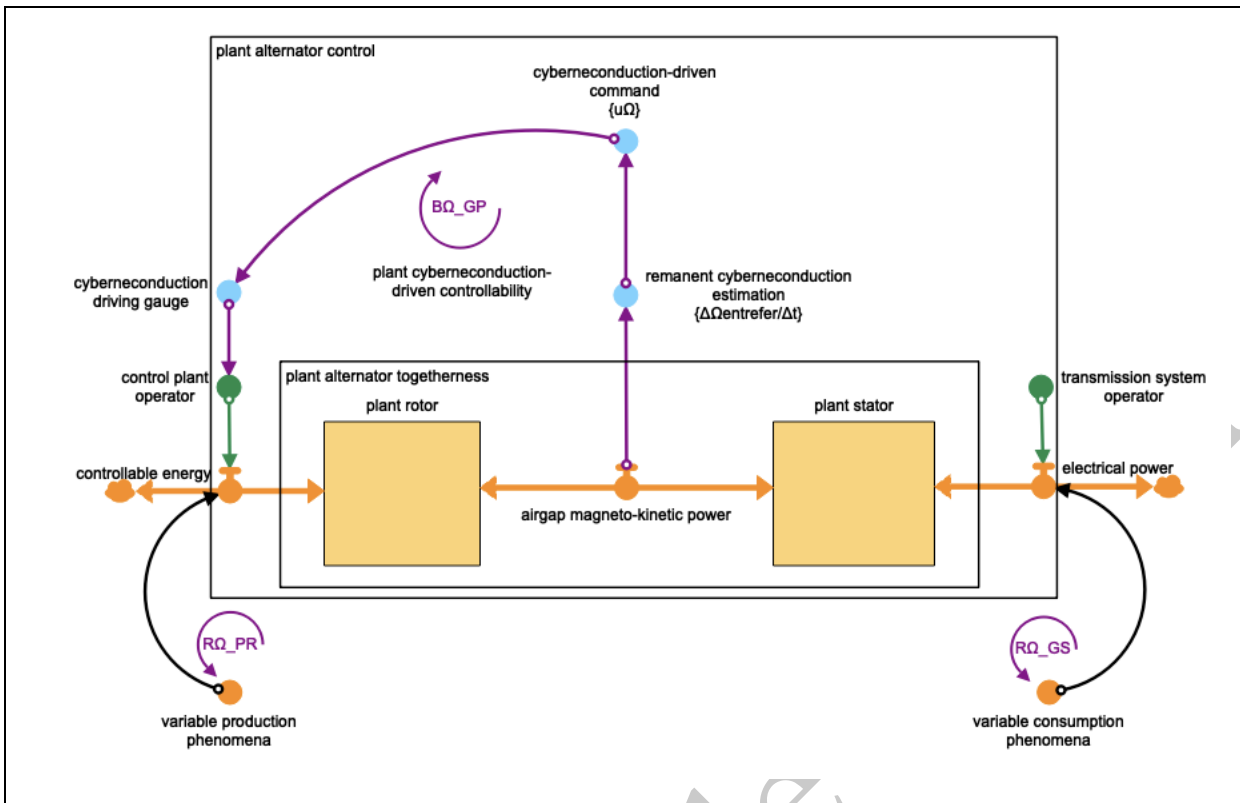 plant alternator control
cyberneconduction-driven
command
{uΩ}
BΩ_GP
plant cyberneconduction-
driven controllability
cyberneconduction
driving gauge
remanent cyberneconduction
estimation
{ΔΩentrefer/Δt}
control plant
operator
plant alternator togetherness
transmission system
operator
plant rotor
plant stator
controllable energy
airgap magneto-kinetic power
electrical power
RΩ_PR
RΩ_GS
variable production
phenomena
variable consumption
phenomena